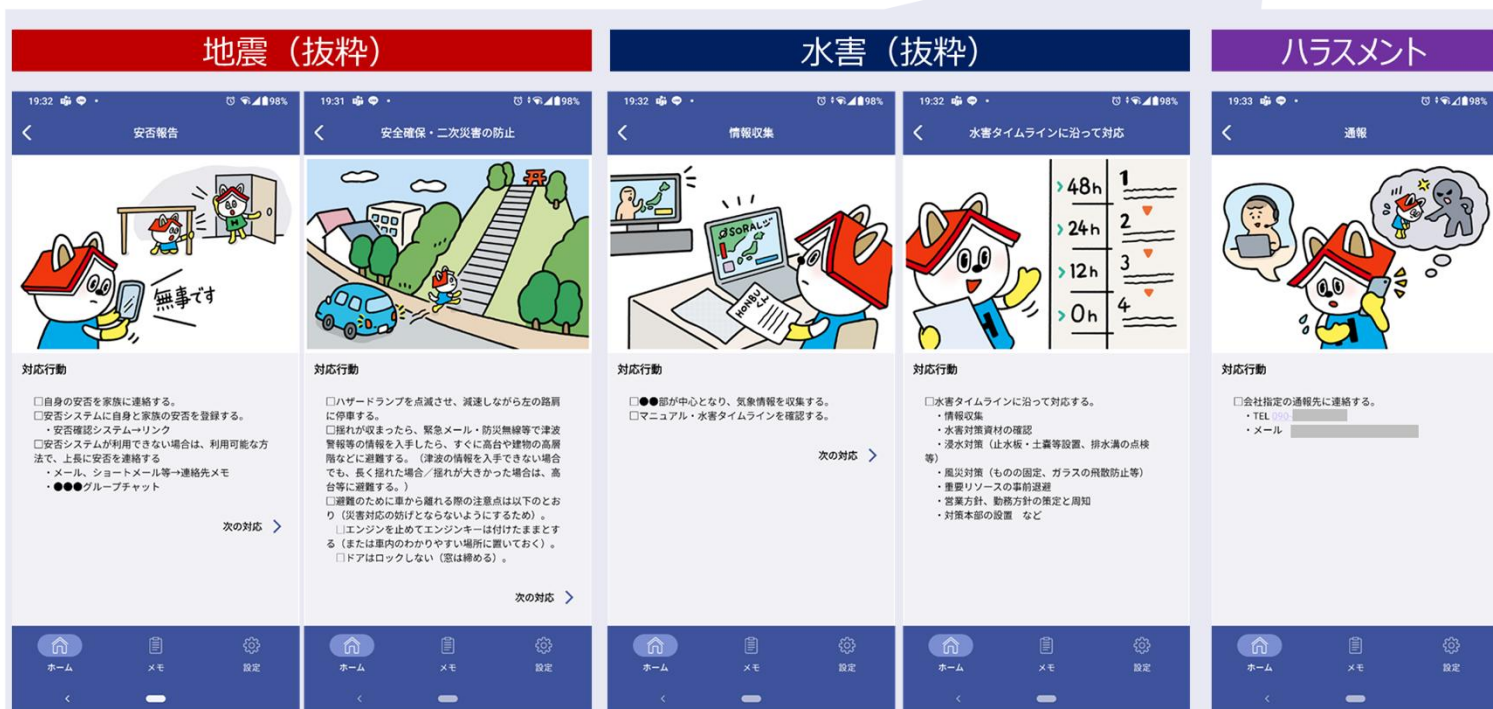 地震（抜粋）
19:32
98%
安否報告
無事です
対応行動
□自身の安否を家族に連絡する。
□安否システムに自身と家族の安否を登録する。
・安否確認システム→リンク
□安否システムが利用できない場合は、利用可能な方
法で、上長に安否を連絡する
・メール、ショートメール等→連絡先メモ
・●●●グループチャット
次の対応
ホーム
メモ
設定
19:31
98%
安全確保・二次災害の防止
対応行動
□ハザードランプを点滅させ、減速しながら左の路肩
に停車する。
□揺れが収まったら、緊急メール・防災無線等で津波
警報等の情報を入手したら、すぐに高台や建物の高層
階などに避難する。（津波の情報を入手できない場合
でも、長く揺れた場合／揺れが大きかった場合は、高
台等に避難する。）
□避難のために車から離れる際の注意点は以下のとお
り（災害対応の妨げとならないようにするため）。
□エンジンを止めてエンジンキーは付けたままとす
る（または車内のわかりやすい場所に置いておく）。
□ドアはロックしない（窓は締める）。
次の対応
ホーム
メモ
設定
水害（抜粋）
19:32
98%
情報収集
SORAレジ
HONBUくん
対応行動
□●●部が中心となり、気象情報を収集する。
□マニュアル・水害タイムラインを確認する。
次の対応
ホーム
メモ
設定
19:32
98%
水害タイムラインに沿って対応
48h
1
24h
2
12h
3
0h
4
H
対応行動
□水害タイムラインに沿って対応する。
・情報収集
・水害対策資材の確認
・浸水対策（止水板・土嚢等設置、排水溝の点検
等）
・風災対策（ものの固定、ガラスの飛散防止等）
・重要リソースの事前退避
・営業方針、勤務方針の策定と周知
・対策本部の設置　など
ホーム
メモ
設定
ハラスメント
19:33
98%
通報
対応行動
□会社指定の通報先に連絡する。
・TEL 090-
・メール
ホーム
メモ
設定